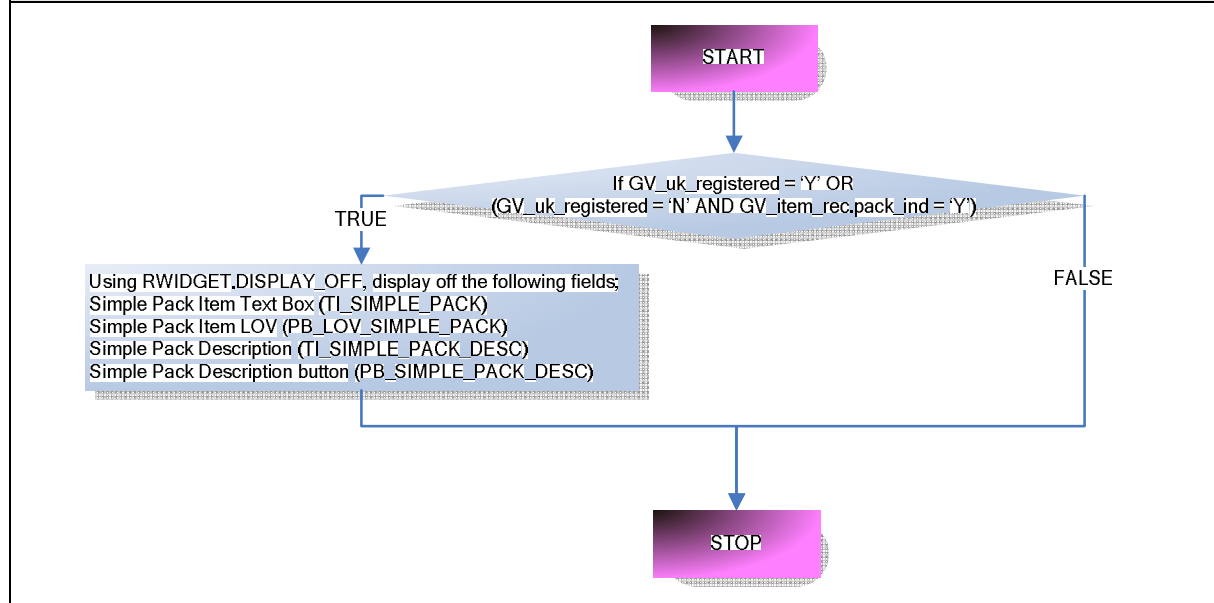 START
If GV_uk_registered = ‘Y’ OR
(GV_uk_registered = ‘N’ AND GV_item_rec.pack_ind = ‘Y’)
TRUE
FALSE
Using RWIDGET.DISPLAY_OFF, display off the following fields;
Simple Pack Item Text Box (TI_SIMPLE_PACK)
Simple Pack Item LOV (PB_LOV_SIMPLE_PACK)
Simple Pack Description (TI_SIMPLE_PACK_DESC)
Simple Pack Description button (PB_SIMPLE_PACK_DESC)
STOP